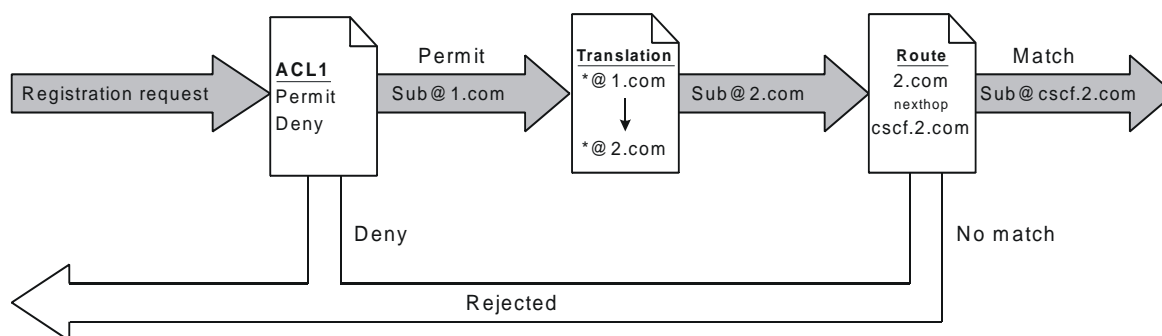 Registration request
ACL1
Permit
Deny
Permit
Sub@1.com
Translation
*@1.com
*@2.com
Sub@2.com
Route
2.com
nexthop
cscf.2.com
Match
Sub@cscf.2.com
Deny
No match
Rejected